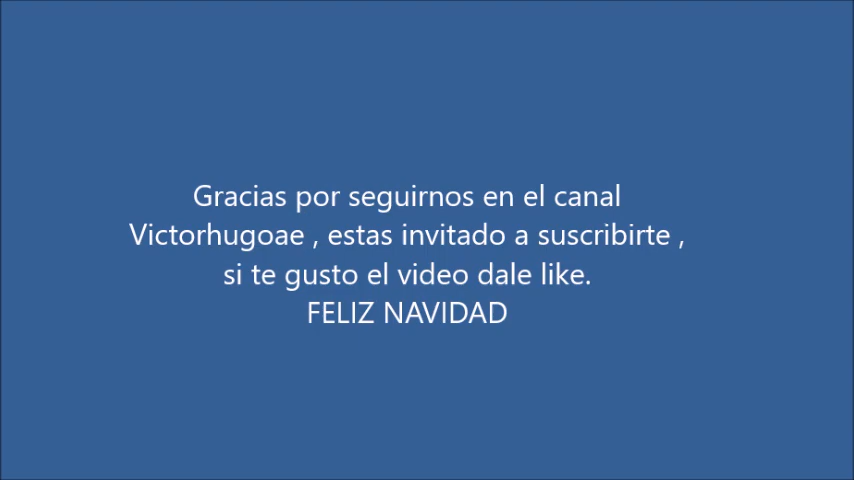 Gracias por seguirnos en el canal
Victorhugoae , estas invitado a suscribirte ,
si te gusto el video dale like.
FELIZ NAVIDAD